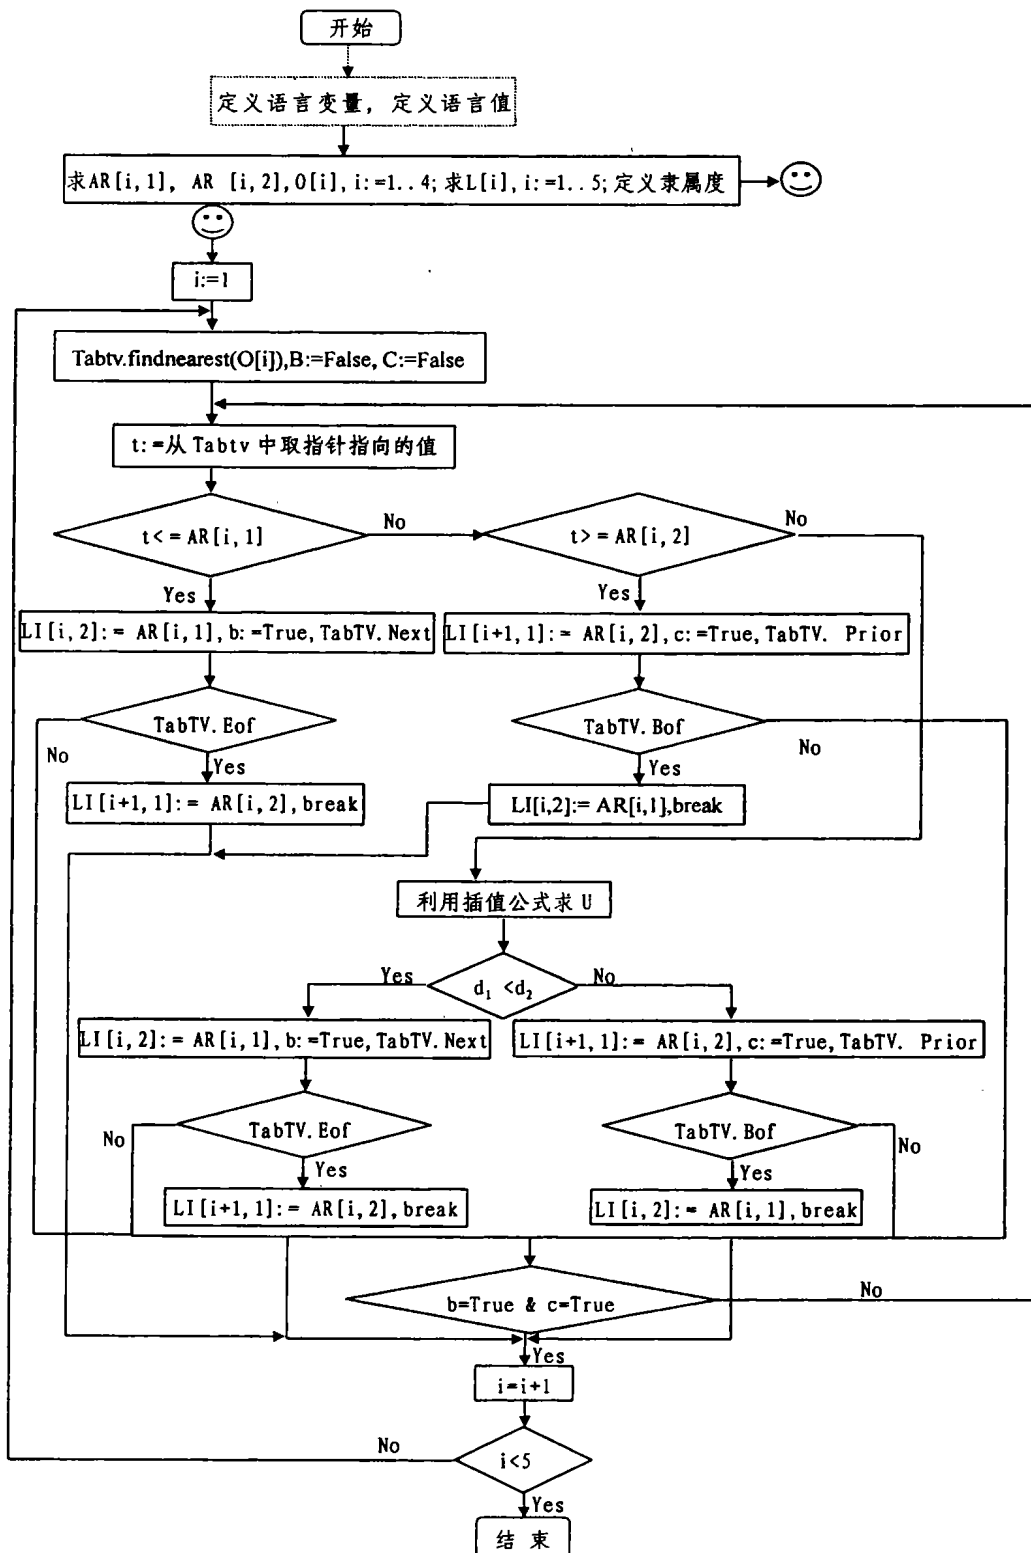 开始
定义语言变量, 定义语言值
求AR[i,1], AR [i,2],O[i], i:=1..4;求L[i], i:=1..5;定义隶属度
i:=1
Tabtv.findnearest(O[i]),B:=False, C:=False
t:=从 Tabtv 中取指针指向的值
t<=AR[i,1]
No
t>=AR[i,2]
No
Yes
Yes
LI[i,2]:= AR[i,1],b:=True,TabTV.Next
LI[i+1,1]:= AR[i,2],c:=True,TabTV. Prior
TabTV.Eof
TabTV.Bof
No
No
Yes
Yes
LI[i+1,1]:= AR[i,2],break
LI[i,2]:= AR[i,1],break
利用插值公式求 U
Yes
d1 <d2
No
LI[i,2]:= AR[i,1],b:=True,TabTV.Next
LI[i+1,1]:= AR[i,2],c:=True,TabTV. Prior
No
TabTV.Eof
TabTV.Bof
No
Yes
Yes
LI[i+1,1]:= AR[i,2],break
LI[i,2]:= AR[i,1],break
b=True & c=True
No
Yes
i=i+1
No
i<5
Yes
结 束